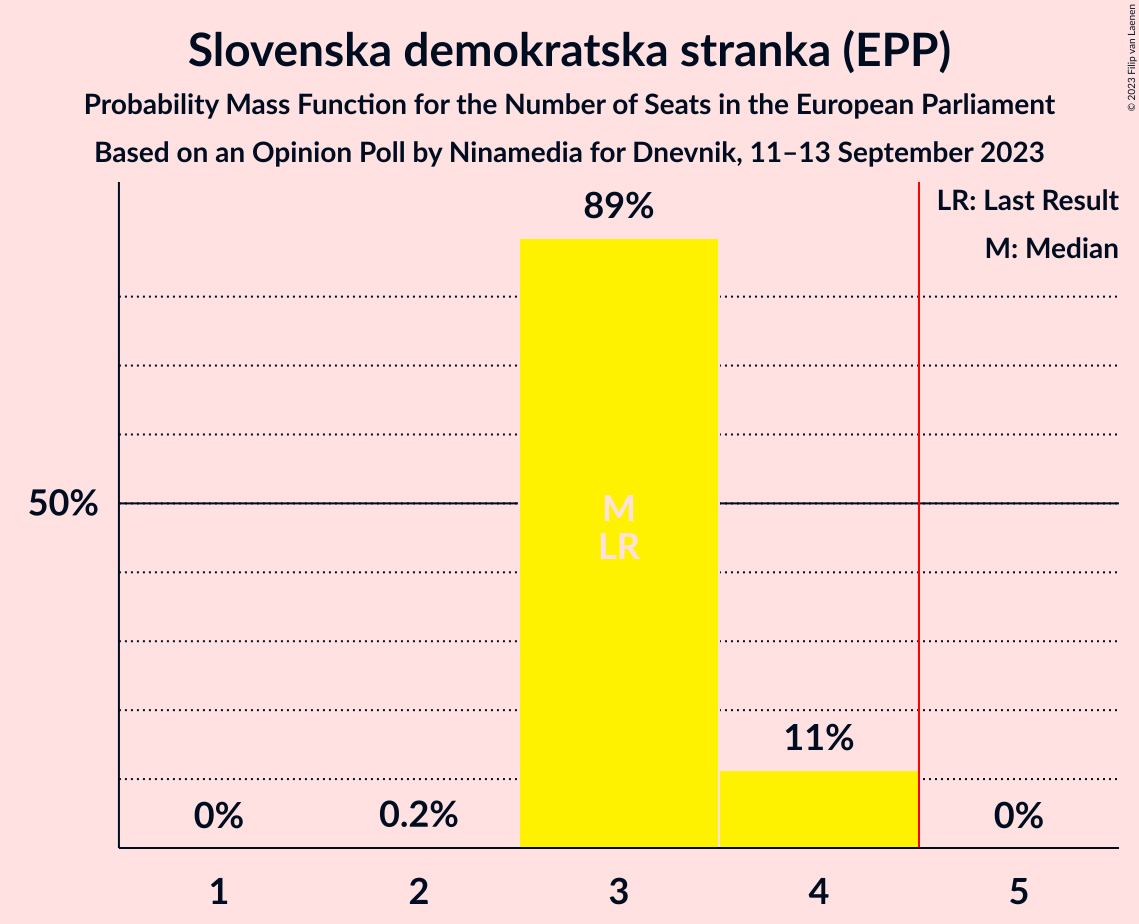 Slovenska demokratska stranka (EPP)
Probability Mass Function for the Number of Seats in the European Parliament
Based on an Opinion Poll by Ninamedia for Dnevnik, 11–13 September 2023
© 2023 Filip van Laenen
LR: Last Result
M: Median
89%
50%
M
LR
11%
0%
0.2%
0%
1
2
3
4
5